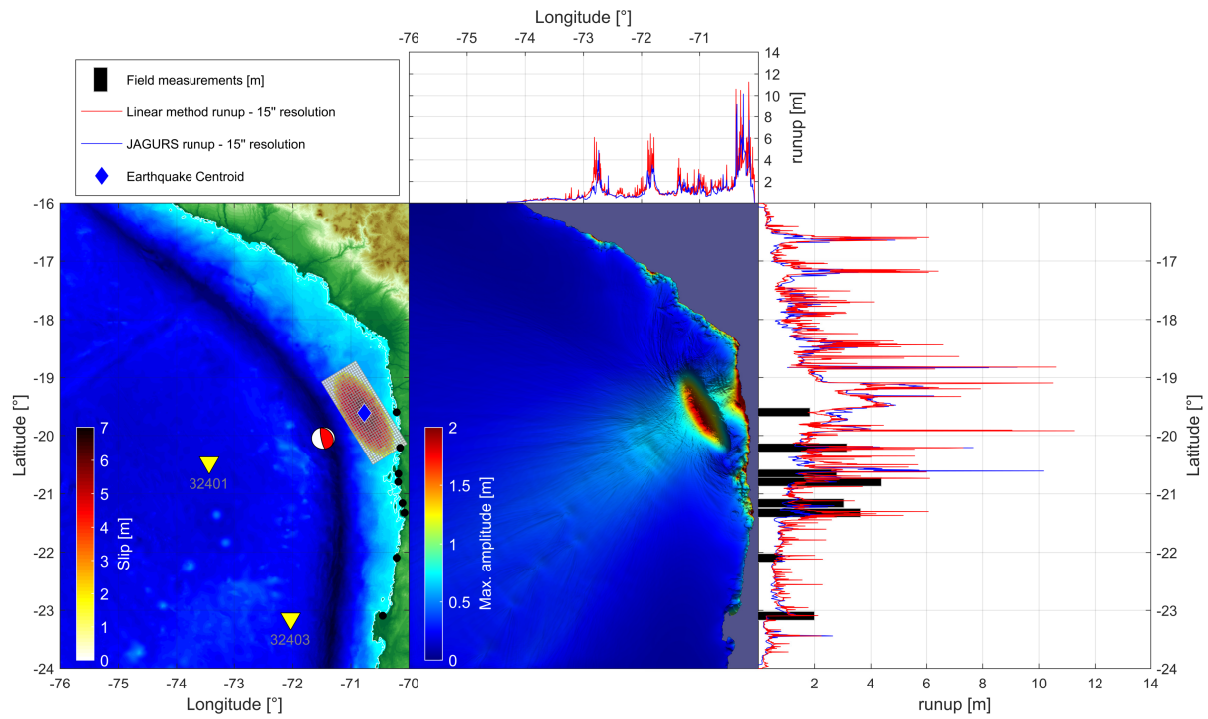 Longitude [°]
-76 -75 -74 -73 -72 -71
14
12
10
8
6
4
2
runup [m]
Field measurements [m]
Linear method runup - 15" resolution
JAGURS runup - 15" resolution
Earthquake Centroid
-16
-17
-18
-19
-20
-21
-22
-23
-24
Latitude [°]
7
6
5
4
3
2
1
0
Slip [m]
32401
32403
-76 -75 -74 -73 -72 -71 -70
Longitude [°]
2
1.5
1
0.5
0
Max. amplitude [m]
-17
-18
-19
-20
-21
-22
-23
-24
Latitude [°]
2 4 6 8 10 12 14
runup [m]